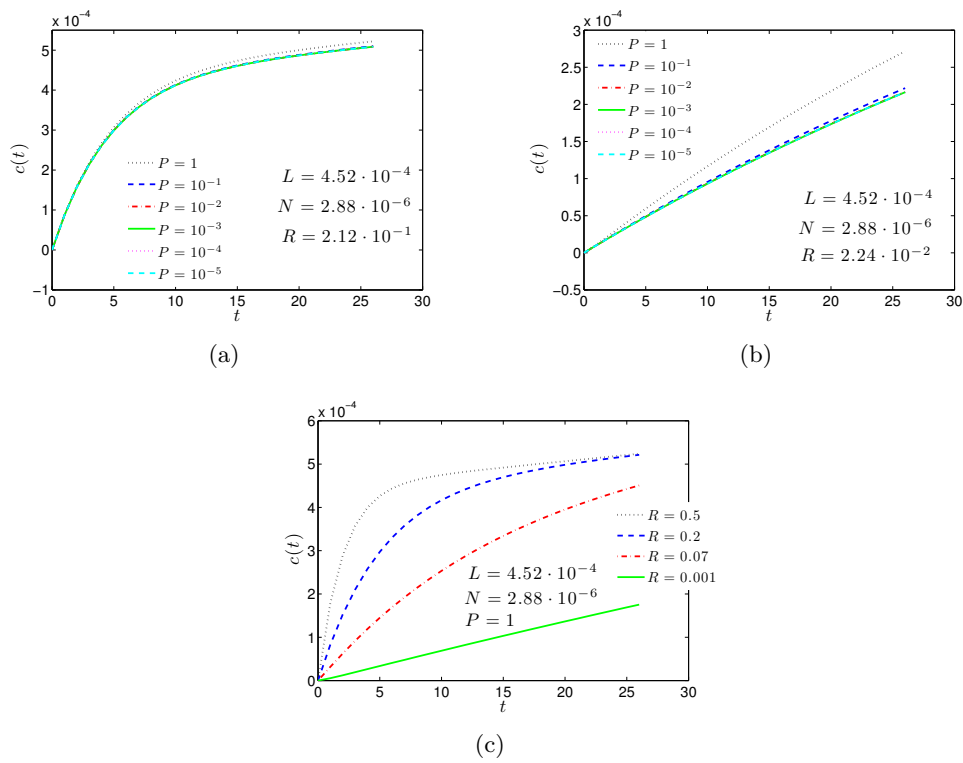 x 10⁻⁴
5
4
3
2
1
0
−1
0 5 10 15 20 25 30
c(t)
t
P = 1
P = 10⁻¹
P = 10⁻²
P = 10⁻³
P = 10⁻⁴
P = 10⁻⁵
L = 4.52 · 10⁻⁴
N = 2.88 · 10⁻⁶
R = 2.12 · 10⁻¹
(a)
x 10⁻⁴
3
2.5
2
1.5
1
0.5
0
−0.5
0 5 10 15 20 25 30
c(t)
t
P = 1
P = 10⁻¹
P = 10⁻²
P = 10⁻³
P = 10⁻⁴
P = 10⁻⁵
L = 4.52 · 10⁻⁴
N = 2.88 · 10⁻⁶
R = 2.24 · 10⁻²
(b)
x 10⁻⁴
6
5
4
3
2
1
0
0 5 10 15 20 25 30
c(t)
t
R = 0.5
R = 0.2
R = 0.07
R = 0.001
L = 4.52 · 10⁻⁴
N = 2.88 · 10⁻⁶
P = 1
(c)